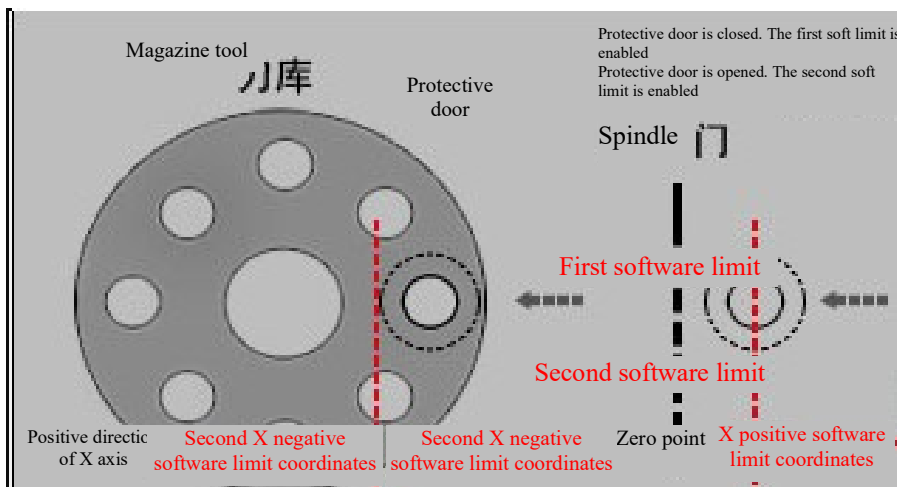 Protective door is closed. The first soft limit is
enabled
Protective door is opened. The second soft
limit is enabled
Magazine tool
刀库
Protective
door
Spindle 门
First software limit
Second software limit
Positive directio
of X axis
Second X negative
software limit coordinates
Second X negative
software limit coordinates
Zero point
X positive software
limit coordinates